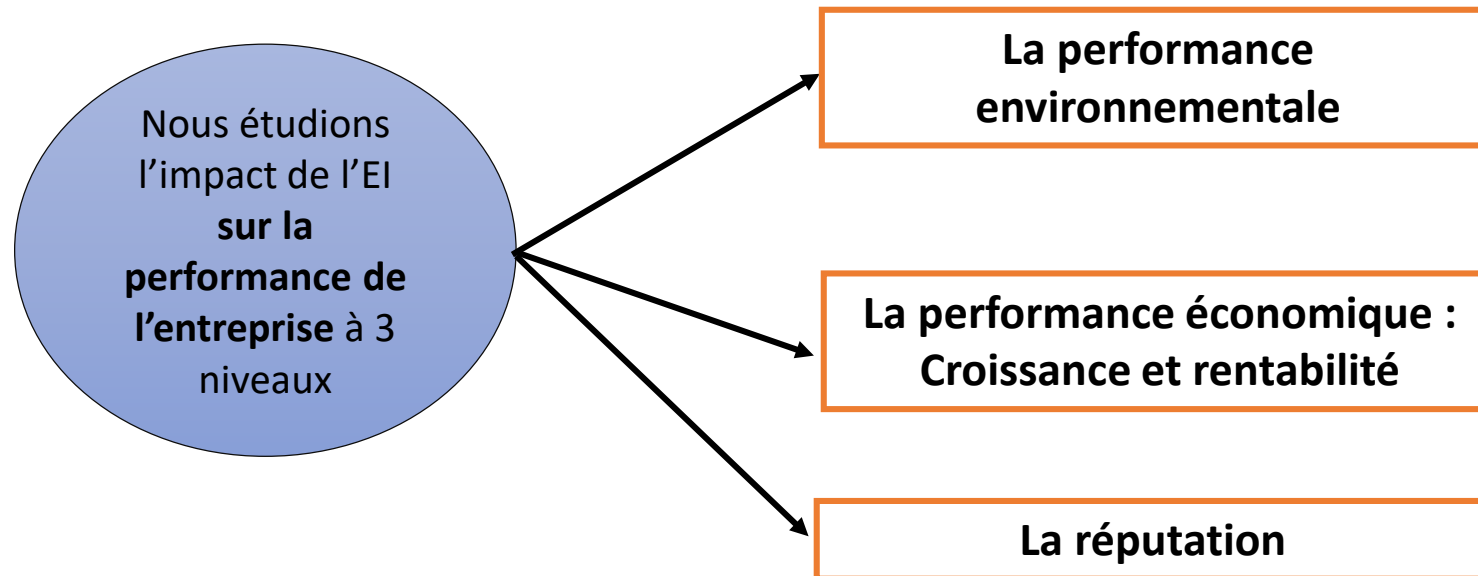 Nous étudions
l’impact de l’EI
sur la
performance de
l’entreprise à 3
niveaux
La performance
environnementale
La performance économique :
Croissance et rentabilité
La réputation